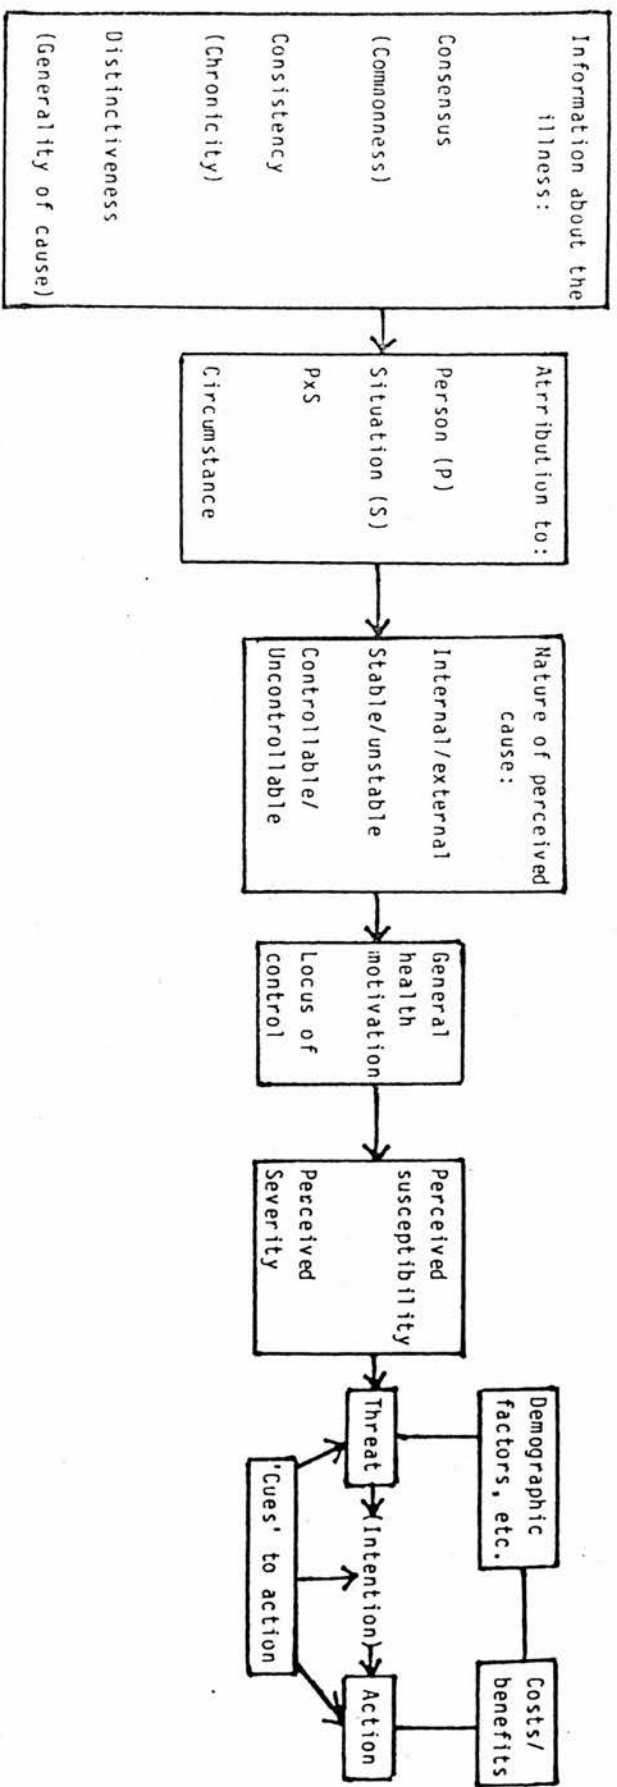 Information about the
illness:
Consensus
(Commonness)
Consistency
(Chronicity)
Distinctiveness
(Generality of cause)
Atrribution to:
Person (P)
Situation (S)
PxS
Circumstance
Nature of perceived
cause:
Internal/external
Stable/unstable
Controllable/
Uncontrollable
General
health
motivation
Locus of
control
Perceived
susceptibility
Perceived
Severity
Demographic
factors, etc.
Costs/
benefits
Threat
(Intention)
Action
'Cues' to action